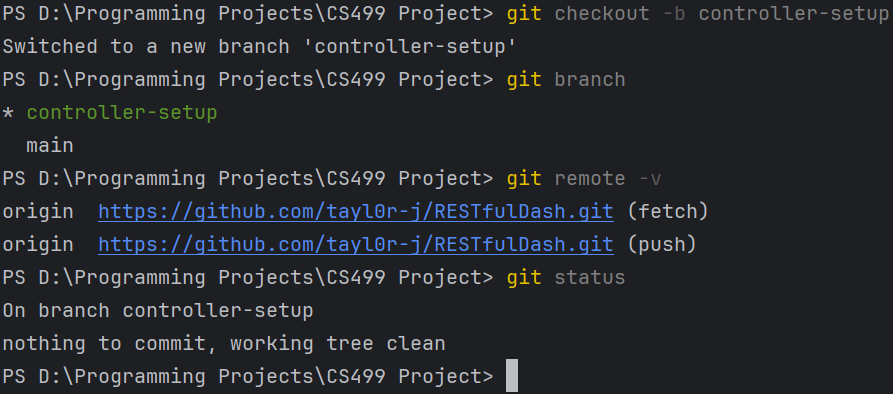 PS D:\Programming Projects\CS499 Project> git checkout -b controller-setup
Switched to a new branch 'controller-setup'
PS D:\Programming Projects\CS499 Project> git branch
* controller-setup
  main
PS D:\Programming Projects\CS499 Project> git remote -v
origin  https://github.com/tayl0r-j/RESTfulDash.git (fetch)
origin  https://github.com/tayl0r-j/RESTfulDash.git (push)
PS D:\Programming Projects\CS499 Project> git status
On branch controller-setup
nothing to commit, working tree clean
PS D:\Programming Projects\CS499 Project>